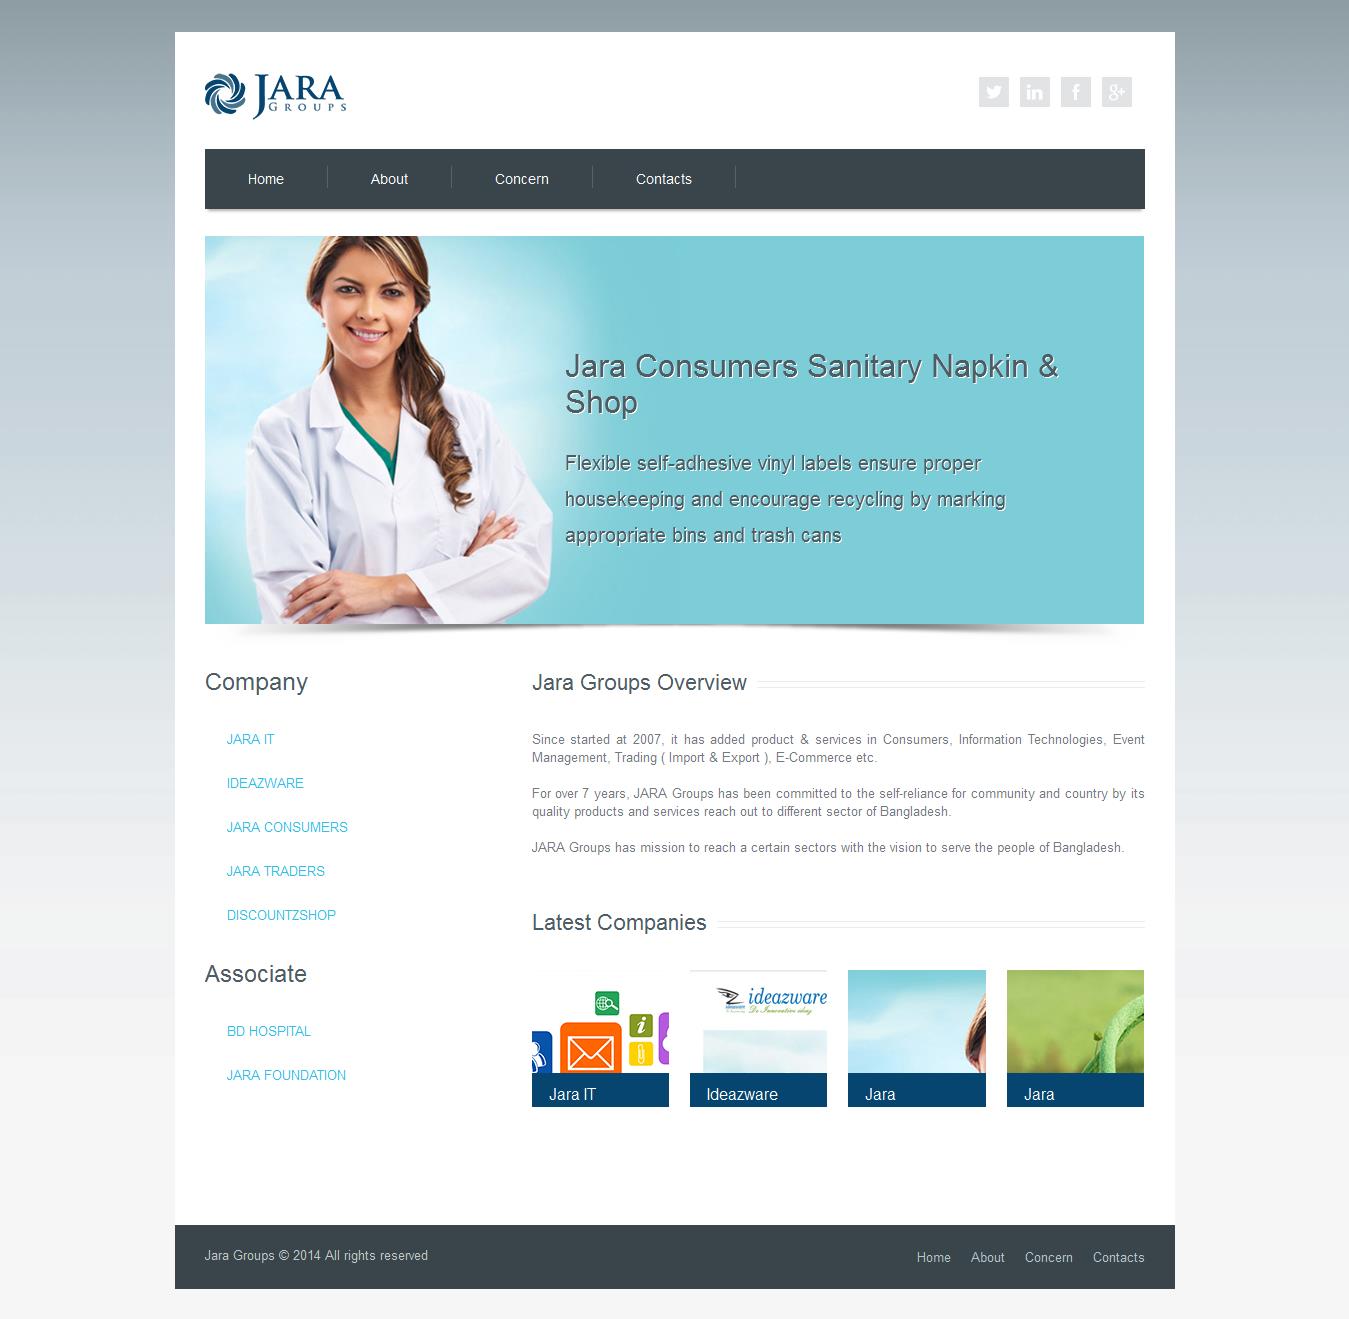 JARA
GROUPS
Home
About
Concern
Contacts
Jara Consumers Sanitary Napkin &
Shop
Flexible self-adhesive vinyl labels ensure proper
housekeeping and encourage recycling by marking
appropriate bins and trash cans
Company
JARA IT
IDEAZWARE
JARA CONSUMERS
JARA TRADERS
DISCOUNTZSHOP
Associate
BD HOSPITAL
JARA FOUNDATION
Jara Groups Overview
Since started at 2007, it has added product & services in Consumers, Information Technologies, Event
Management, Trading ( Import & Export ), E-Commerce etc.
For over 7 years, JARA Groups has been committed to the self-reliance for community and country by its
quality products and services reach out to different sector of Bangladesh.
JARA Groups has mission to reach a certain sectors with the vision to serve the people of Bangladesh.
Latest Companies
ideazware
Jara IT
Ideazware
Jara
Jara
Jara Groups © 2014 All rights reserved
Home
About
Concern
Contacts